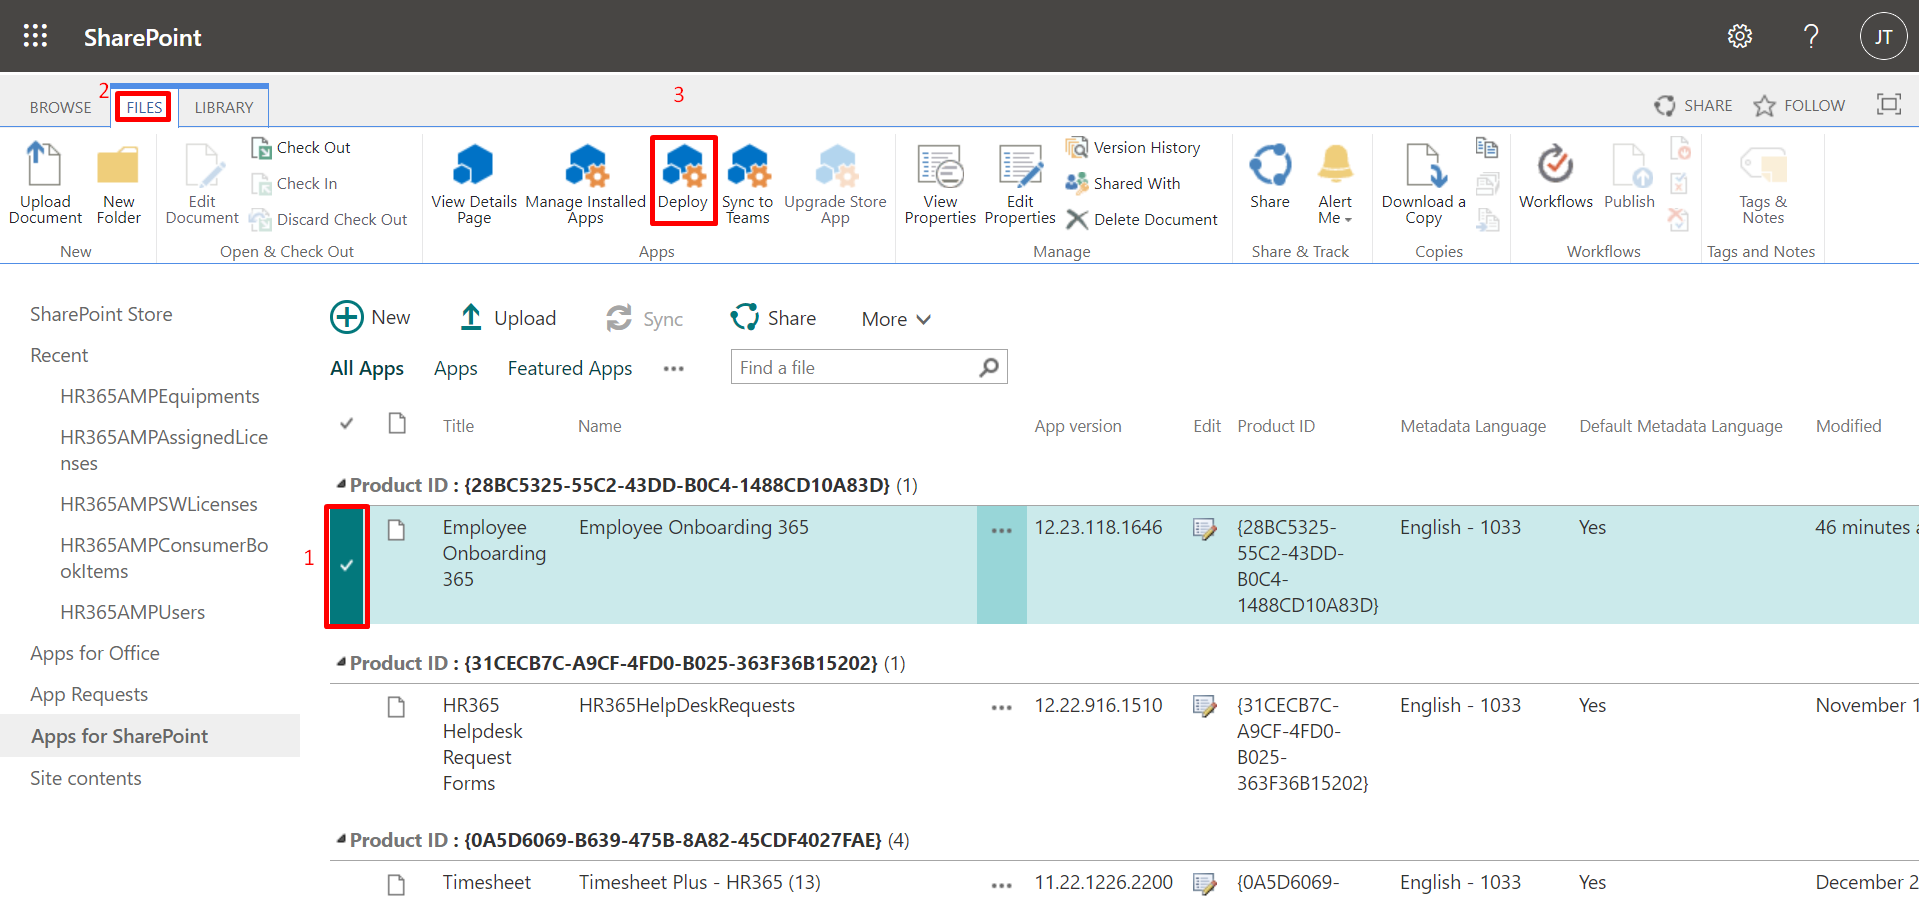 SharePoint
JT
2
3
BROWSE
FILES
LIBRARY
SHARE
FOLLOW
Upload Document
New Folder
New
Edit Document
Check Out
Check In
Discard Check Out
Open & Check Out
View Details Page
Manage Installed Apps
Deploy
Sync to Teams
Upgrade Store App
Apps
View Properties
Edit Properties
Version History
Shared With
Delete Document
Manage
Share
Alert Me
Share & Track
Download a Copy
Copies
Workflows
Publish
Workflows
Tags & Notes
Tags and Notes
SharePoint Store
Recent
HR365AMPEquipments
HR365AMPAssignedLice
nses
HR365AMPSWLicenses
HR365AMPConsumerBo
okItems
HR365AMPUsers
Apps for Office
App Requests
Apps for SharePoint
Site contents
New
Upload
Sync
Share
More
All Apps
Apps
Featured Apps
Find a file
Title
Name
App version
Edit
Product ID
Metadata Language
Default Metadata Language
Modified
Product ID : {28BC5325-55C2-43DD-B0C4-1488CD10A83D} (1)
1
Employee
Onboarding
365
Employee Onboarding 365
12.23.118.1646
{28BC5325-
55C2-43DD-
B0C4-
1488CD10A83D}
English - 1033
Yes
46 minutes a
Product ID : {31CECB7C-A9CF-4FD0-B025-363F36B15202} (1)
HR365
Helpdesk
Request
Forms
HR365HelpDeskRequests
12.22.916.1510
{31CECB7C-
A9CF-4FD0-
B025-
363F36B15202}
English - 1033
Yes
November 1
Product ID : {0A5D6069-B639-475B-8A82-45CDF4027FAE} (4)
Timesheet
Timesheet Plus - HR365 (13)
11.22.1226.2200
{0A5D6069-
English - 1033
Yes
December 2